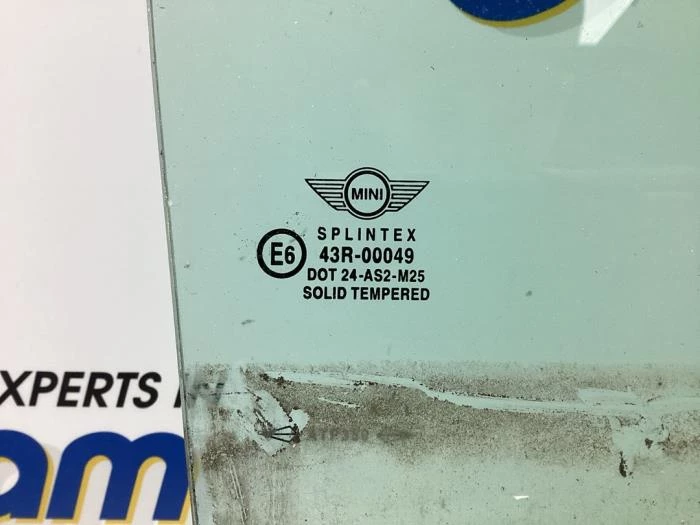 MINI
SPLINTEX
E6 43R-00049
DOT 24-AS2-M25
SOLID TEMPERED
XPERTS
am